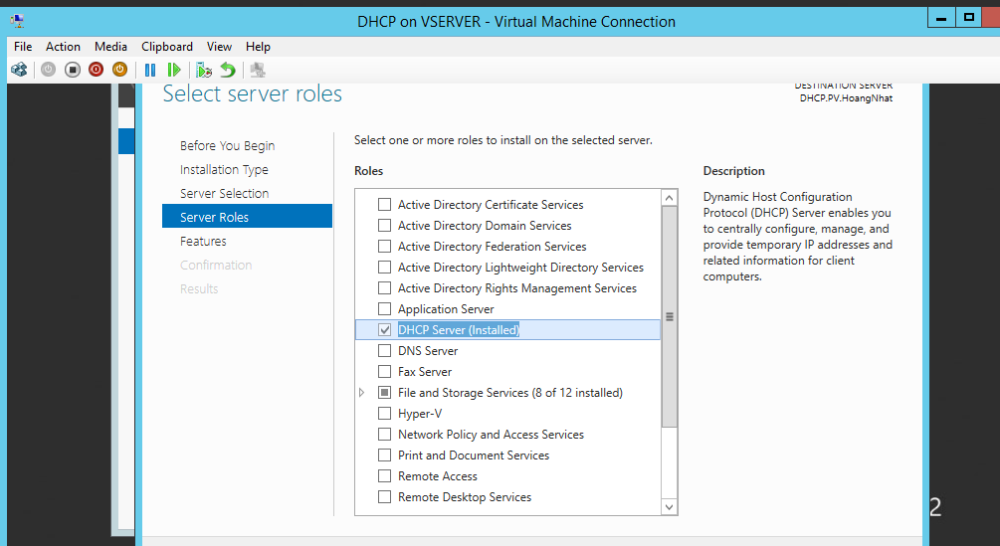 DHCP on VSERVER - Virtual Machine Connection
File Action Media Clipboard View Help
Select server roles
DESTINATION SERVER
DHCP.PV.HoangNhat
Before You Begin
Installation Type
Server Selection
Server Roles
Features
Confirmation
Results
Select one or more roles to install on the selected server.
Roles
Active Directory Certificate Services
Active Directory Domain Services
Active Directory Federation Services
Active Directory Lightweight Directory Services
Active Directory Rights Management Services
Application Server
DHCP Server (Installed)
DNS Server
Fax Server
File and Storage Services (8 of 12 installed)
Hyper-V
Network Policy and Access Services
Print and Document Services
Remote Access
Remote Desktop Services
Description
Dynamic Host Configuration
Protocol (DHCP) Server enables you
to centrally configure, manage, and
provide temporary IP addresses and
related information for client
computers.
2